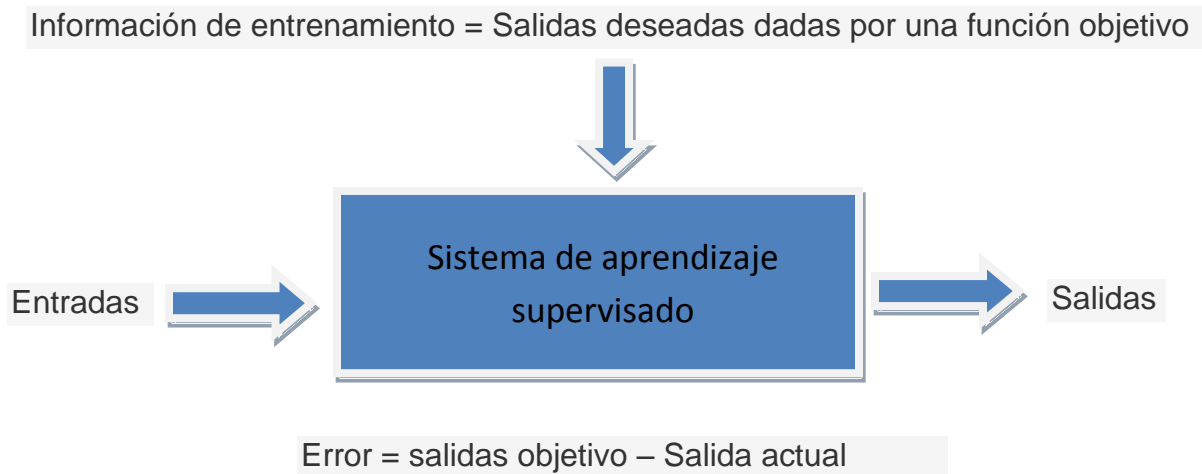 Información de entrenamiento = Salidas deseadas dadas por una función objetivo
Sistema de aprendizaje
supervisado
Entradas
Salidas
Error = salidas objetivo – Salida actual